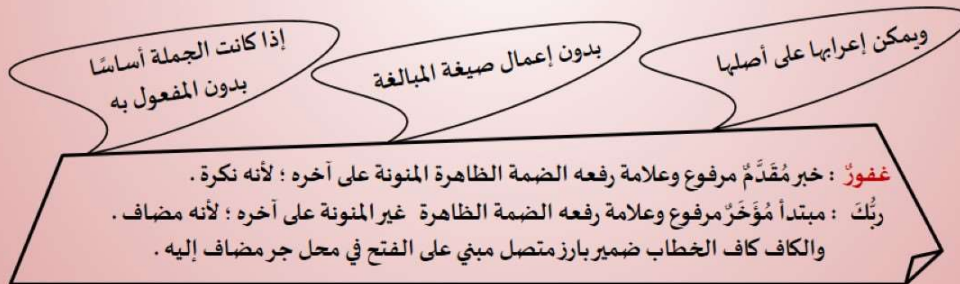 ويمكن إعرابها على أصلها
بدون إعمال صيغة المبالغة
إذا كانت الجملة أساسًا
بدون المفعول به
غفورٌ : خبر مُقَدَّمٌ مرفوع وعلامة رفعه الضمة الظاهرة المنونة على آخره ؛ لأنه نكرة .
ربُّكَ : مبتدأ مُؤَخَرٌ مرفوع وعلامة رفعه الضمة الظاهرة غير المنونة على آخره ؛ لأنه مضاف .
والكاف كاف الخطاب ضمير بارز متصل مبني على الفتح في محل جر مضاف إليه .